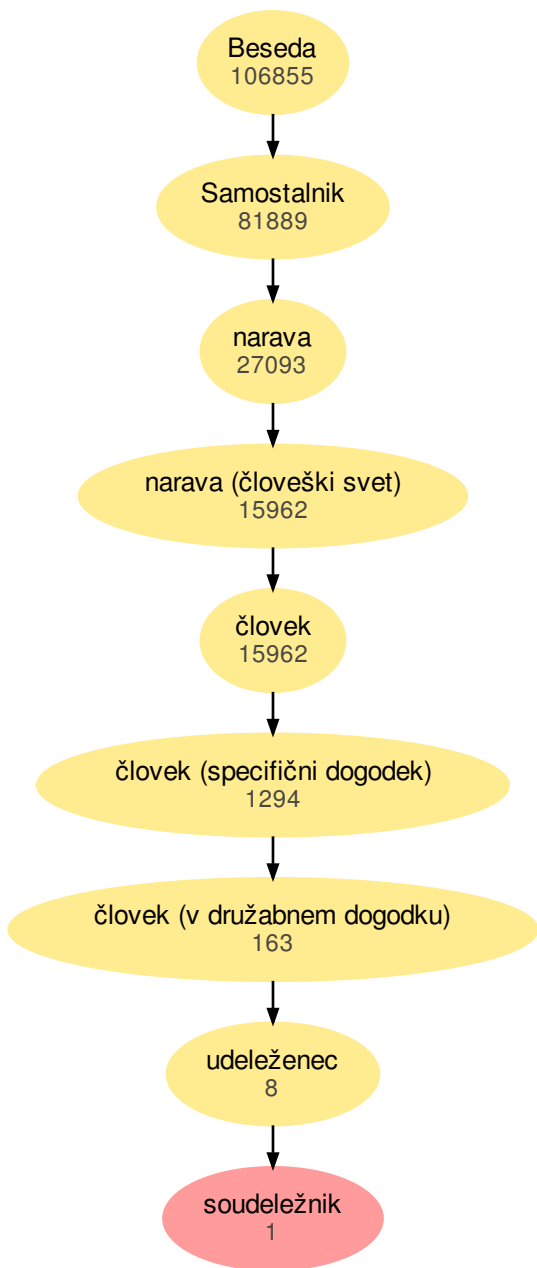 Beseda
106855
Samostalnik
81889
narava
27093
narava (človeški svet)
15962
človek
15962
človek (specifični dogodek)
1294
človek (v družabnem dogodku)
163
udeleženec
8
soudeležnik
1